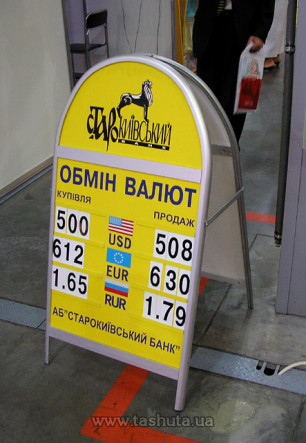 СТАРОКИЇВСЬКИЙ
БАНК
ОБМІН ВАЛЮТ
КУПІВЛЯ ПРОДАЖ
500 USD 508
612 EUR 630
1.65 RUR 1.79
АБ"СТАРОКИЇВСЬКИЙ БАНК"
www.tashuta.ua